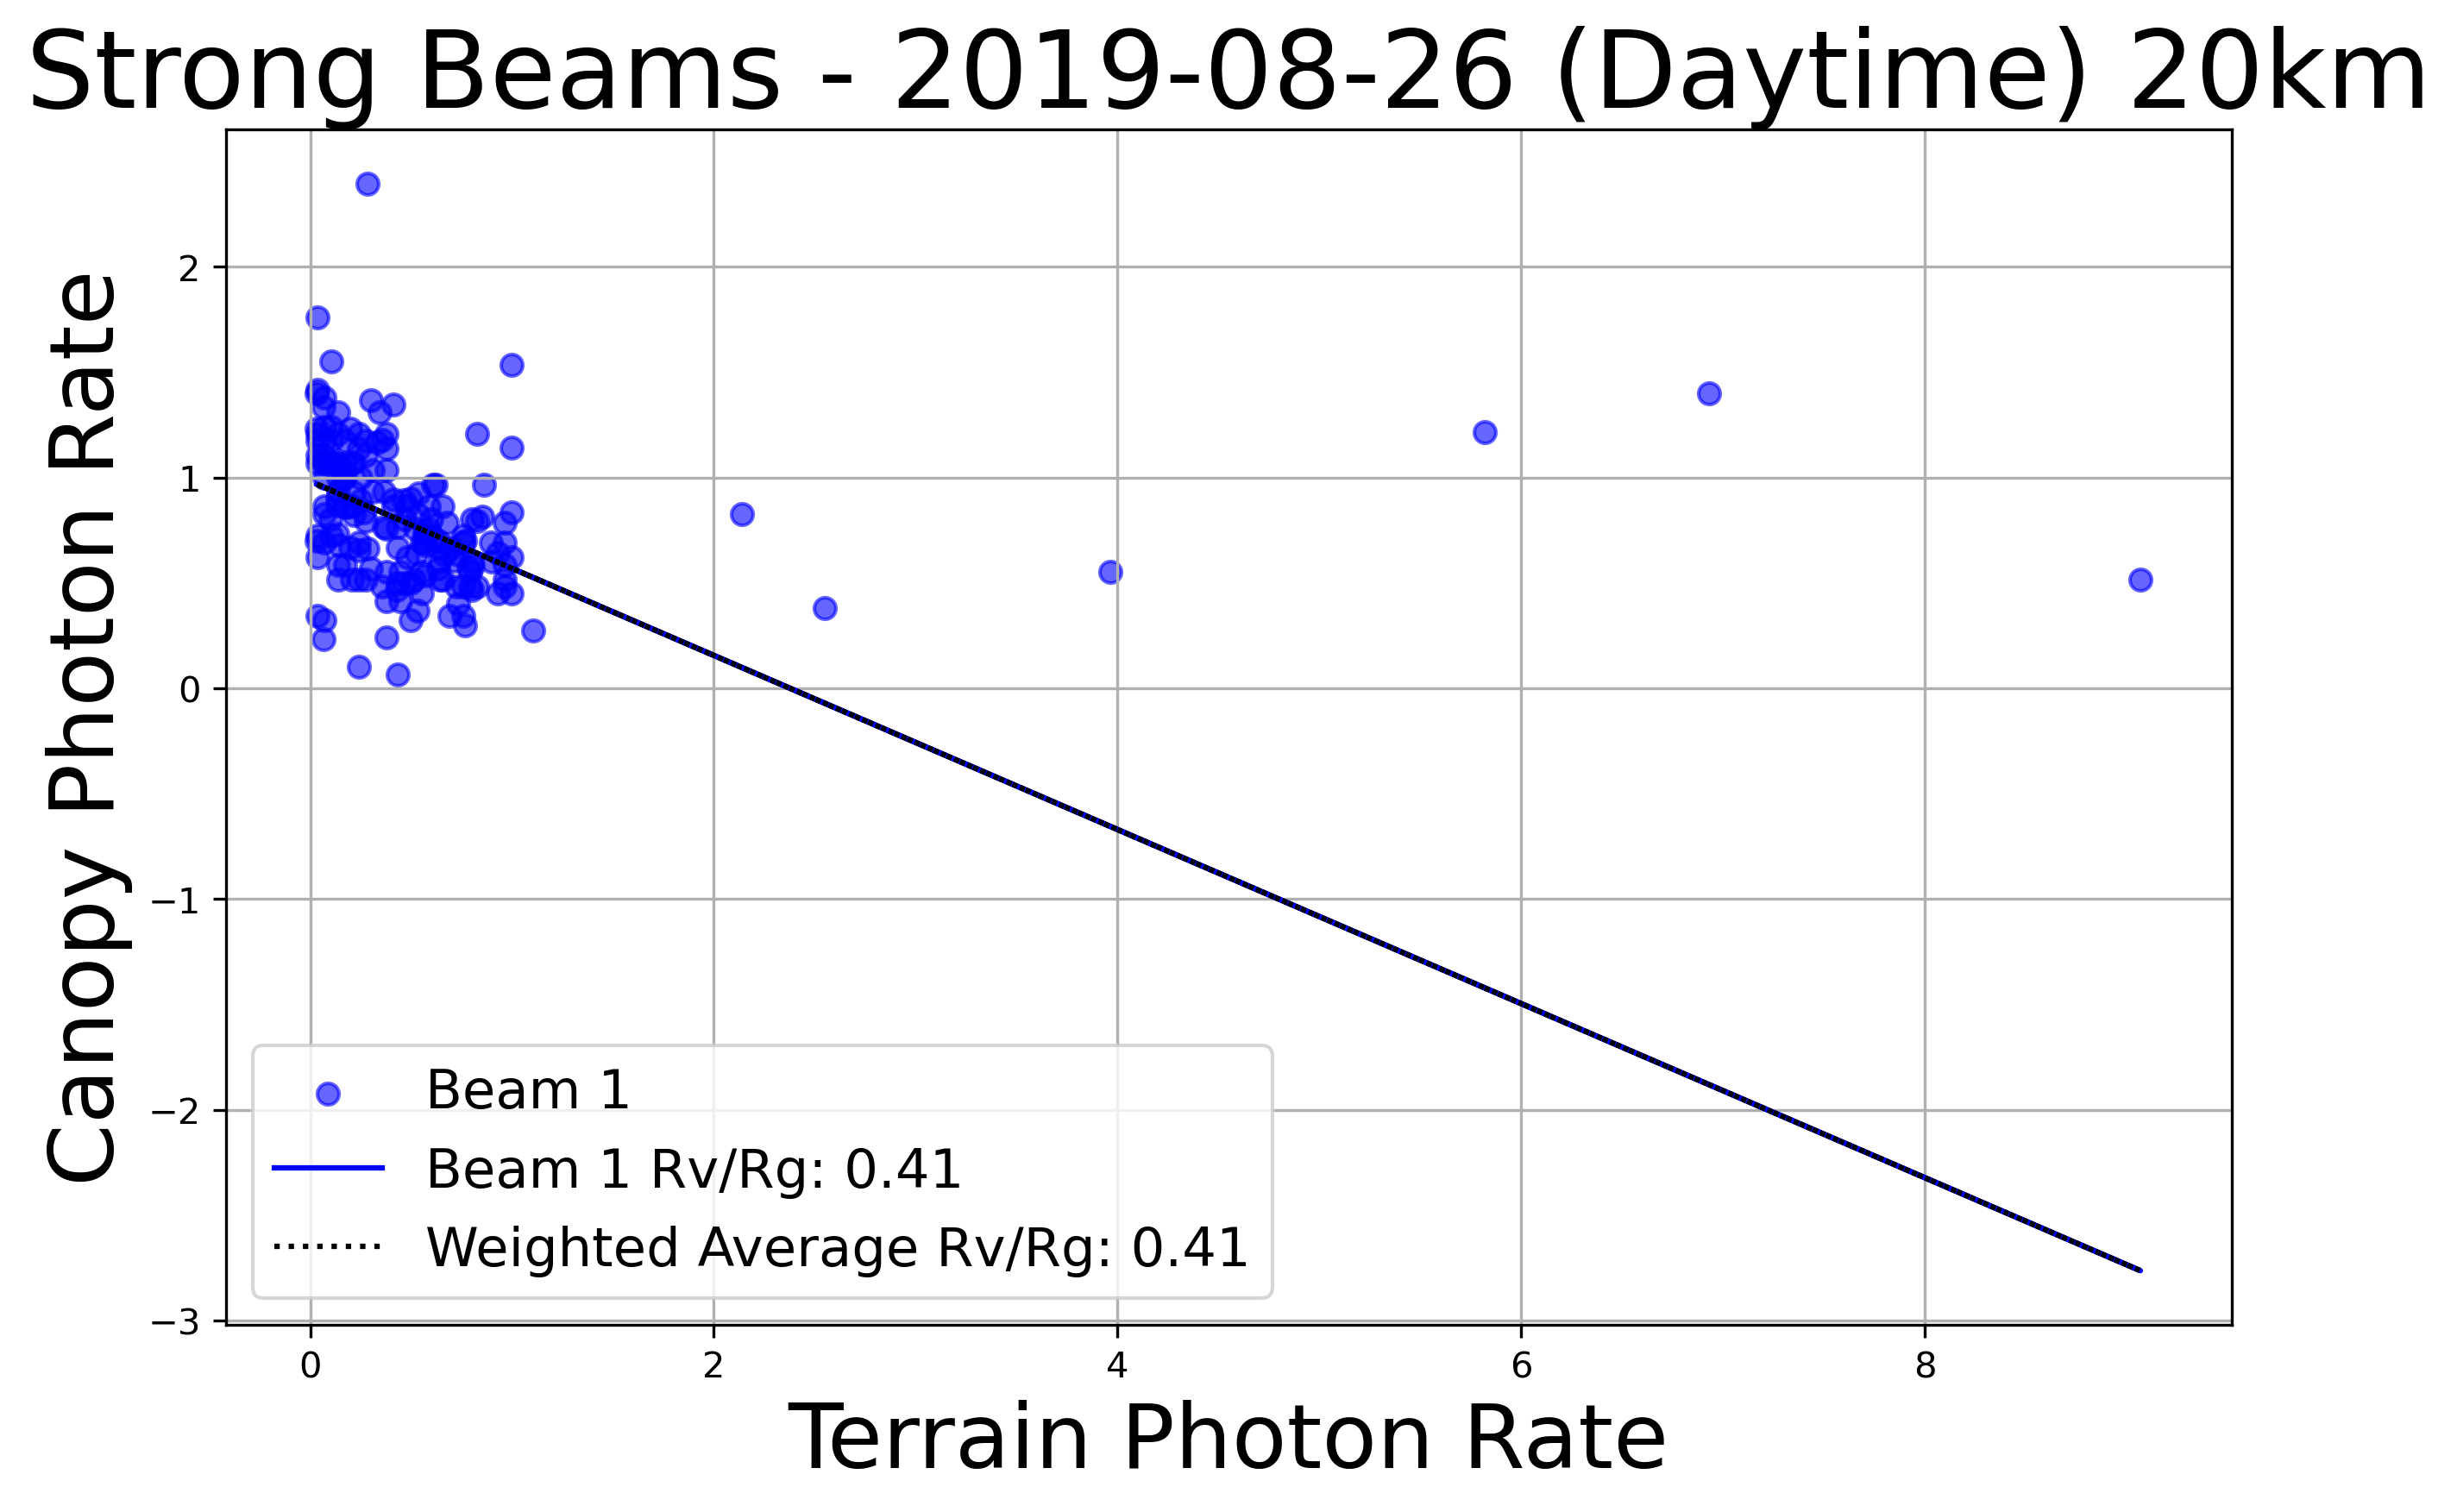 Strong Beams - 2019-08-26 (Daytime) 20km
Canopy Photon Rate
2
1
0
−1
−2
−3
Beam 1
Beam 1 Rv/Rg: 0.41
Weighted Average Rv/Rg: 0.41
0 2 4 6 8
Terrain Photon Rate